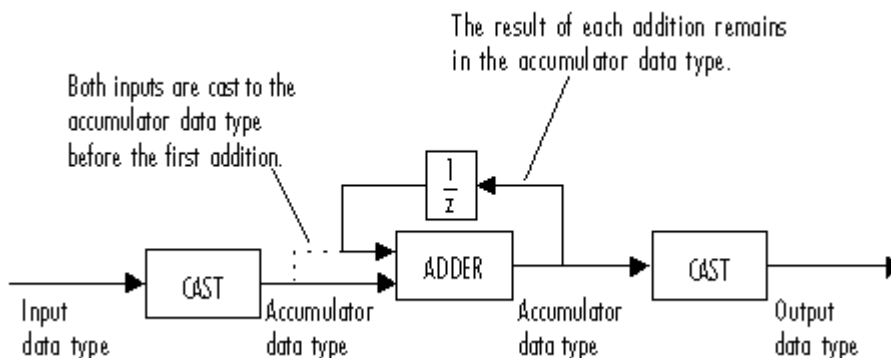 The result of each addition remains
in the accumulator data type.
Both inputs are cast to the
accumulator data type
before the first addition.
1
z
CAST
ADDER
CAST
Input
data type
Accumulator
data type
Accumulator
data type
Output
data type